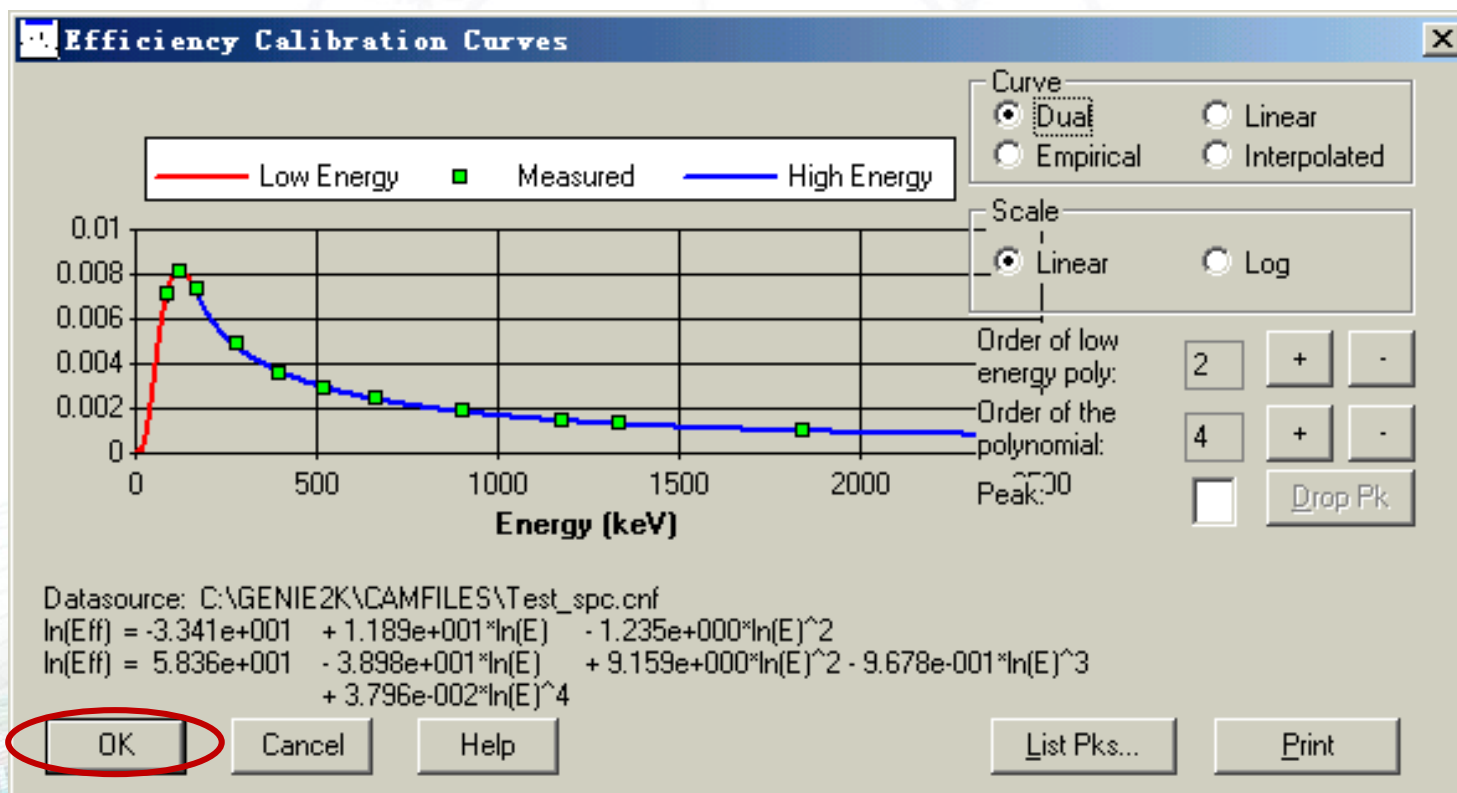 Efficiency Calibration Curves
Low Energy Measured High Energy
0.01
0.008
0.006
0.004
0.002
0
0 500 1000 1500 2000
Energy (keV)
Curve
Dual Linear
Empirical Interpolated
Scale
Linear Log
Order of low
energy poly: 2 + -
Order of the
polynomial: 4 + -
Peak: Drop Pk
Datasource: C:\GENIE2K\CAMFILES\Test_spc.cnf
ln(Eff) = -3.341e+001 + 1.189e+001*ln(E) - 1.235e+000*ln(E)^2
ln(Eff) = 5.836e+001 - 3.898e+001*ln(E) + 9.159e+000*ln(E)^2 - 9.678e-001*ln(E)^3
+ 3.796e-002*ln(E)^4
OK Cancel Help List Pks... Print